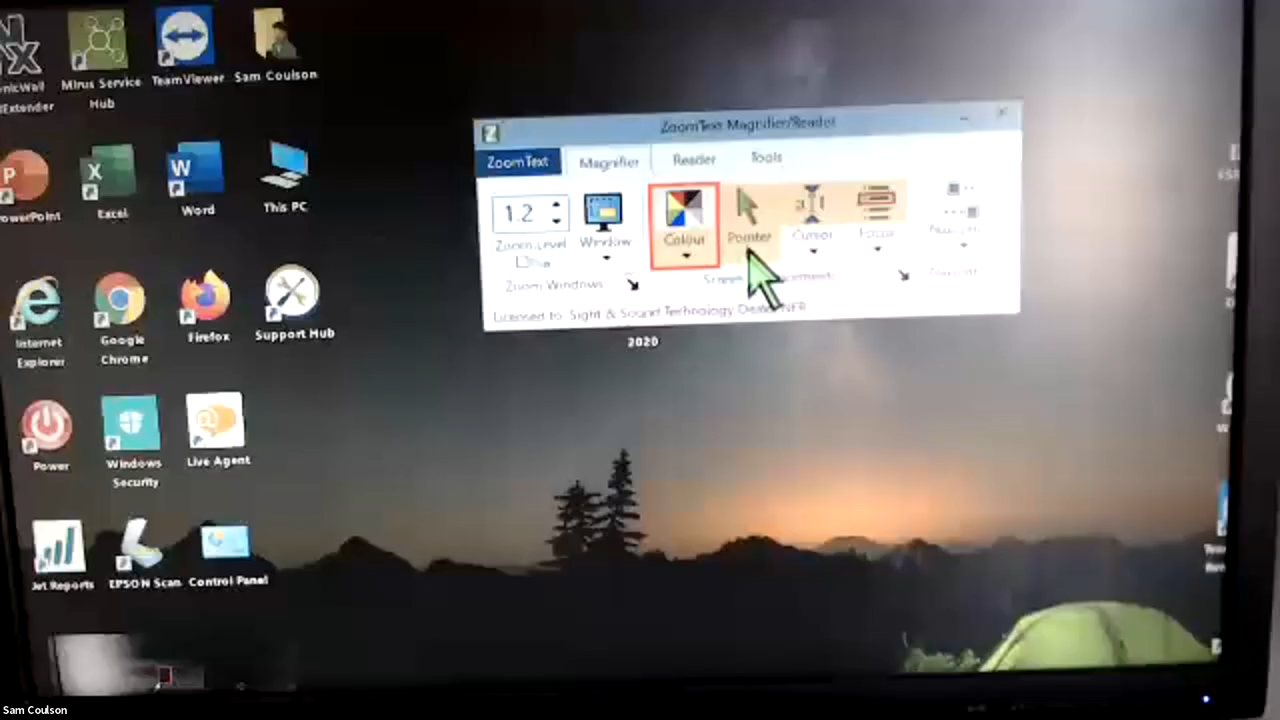 Mirus Service
Hub
TeamViewer
Sam Coulson
nicWall
Extender
PowerPoint
Excel
Word
This PC
Internet
Explorer
Google
Chrome
Firefox
Support Hub
Power
Windows
Security
Live Agent
Jet Reports
EPSON Scan
Control Panel
ZoomText Magnifier/Reader
ZoomText
Magnifier
Reader
Tools
1.2
Zoom Level
Window
Colour
Pointer
Cursor
Focus
Zoom Windows
Licensed to: Sight & Sound Technology Dealer NFR
2020
Sam Coulson